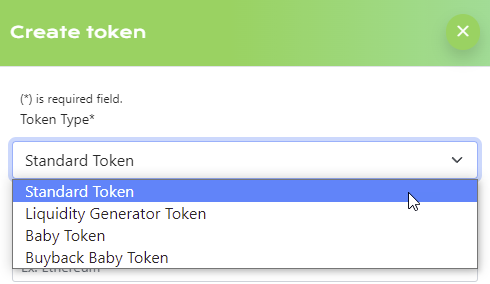 Create token
(*) is required field.
Token Type*
Standard Token
Standard Token
Liquidity Generator Token
Baby Token
Buyback Baby Token
Ex: Ethereum